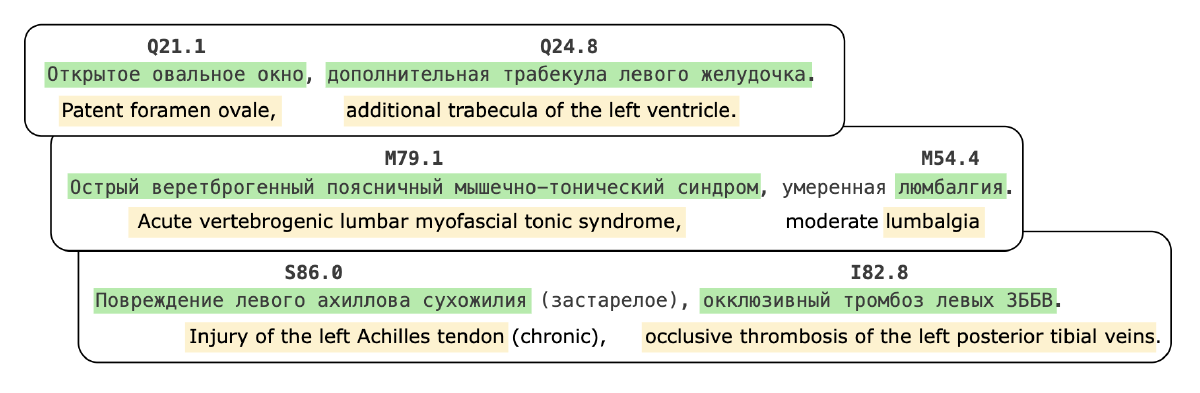 Q21.1 Q24.8
Открытое овальное окно, дополнительная трабекула левого желудочка.
Patent foramen ovale, additional trabecula of the left ventricle.
M79.1 M54.4
Острый веретброгенный поясничный мышечно-тонический синдром, умеренная люмбалгия.
Acute vertebrogenic lumbar myofascial tonic syndrome, moderate lumbalgia
S86.0 I82.8
Повреждение левого ахиллова сухожилия (застарелое), окклюзивный тромбоз левых ЗББВ.
Injury of the left Achilles tendon (chronic), occlusive thrombosis of the left posterior tibial veins.